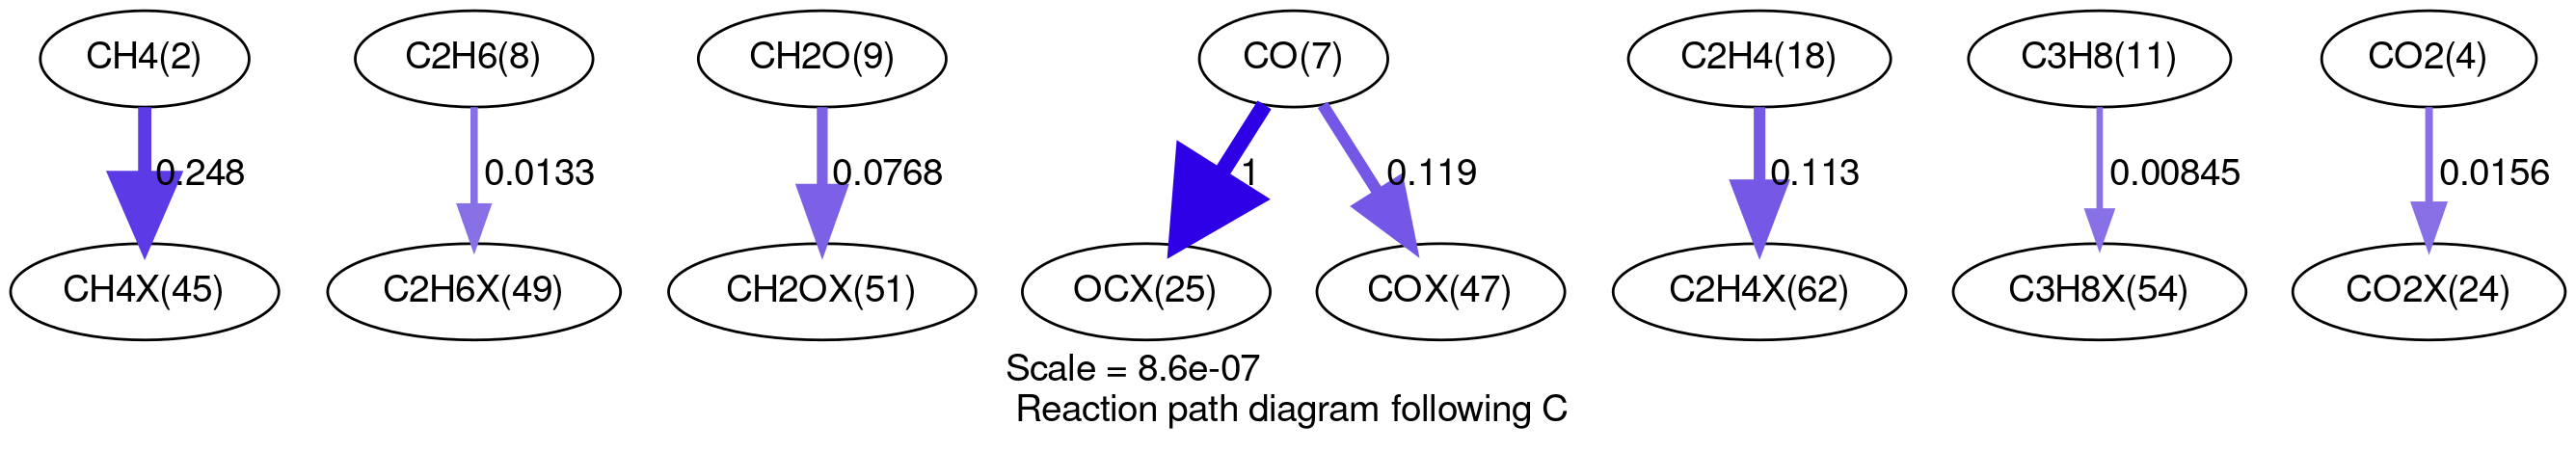 CH4(2)
C2H6(8)
CH2O(9)
CO(7)
C2H4(18)
C3H8(11)
CO2(4)
0.248
0.0133
0.0768
1
0.119
0.113
0.00845
0.0156
CH4X(45)
C2H6X(49)
CH2OX(51)
OCX(25)
COX(47)
C2H4X(62)
C3H8X(54)
CO2X(24)
Scale = 8.6e-07
Reaction path diagram following C